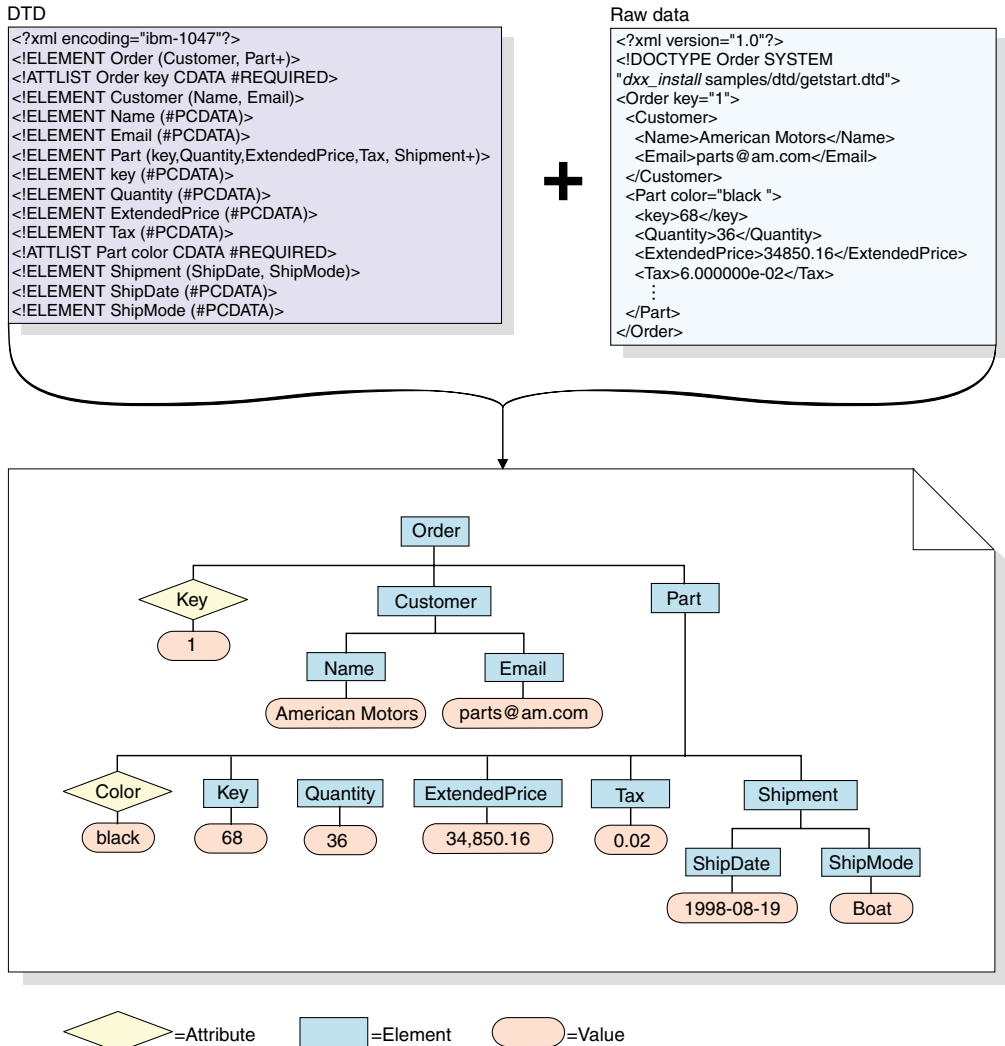 DTD
<?xml encoding="ibm-1047"?>
<!ELEMENT Order (Customer, Part+)>
<!ATTLIST Order key CDATA #REQUIRED>
<!ELEMENT Customer (Name, Email)>
<!ELEMENT Name (#PCDATA)>
<!ELEMENT Email (#PCDATA)>
<!ELEMENT Part (key,Quantity,ExtendedPrice,Tax, Shipment+)>
<!ELEMENT key (#PCDATA)>
<!ELEMENT Quantity (#PCDATA)>
<!ELEMENT ExtendedPrice (#PCDATA)>
<!ELEMENT Tax (#PCDATA)>
<!ATTLIST Part color CDATA #REQUIRED>
<!ELEMENT Shipment (ShipDate, ShipMode)>
<!ELEMENT ShipDate (#PCDATA)>
<!ELEMENT ShipMode (#PCDATA)>
+
Raw data
<?xml version="1.0"?>
<!DOCTYPE Order SYSTEM
"dxx_install samples/dtd/getstart.dtd">
<Order key="1">
<Customer>
<Name>American Motors</Name>
<Email>parts@am.com</Email>
</Customer>
<Part color="black ">
<key>68</key>
<Quantity>36</Quantity>
<ExtendedPrice>34850.16</ExtendedPrice>
<Tax>6.000000e-02</Tax>
⋮
</Part>
</Order>
Order
Key
Customer
Part
1
Name
Email
American Motors
parts@am.com
Color
Key
Quantity
ExtendedPrice
Tax
Shipment
black
68
36
34,850.16
0.02
ShipDate
ShipMode
1998-08-19
Boat
=Attribute
=Element
=Value